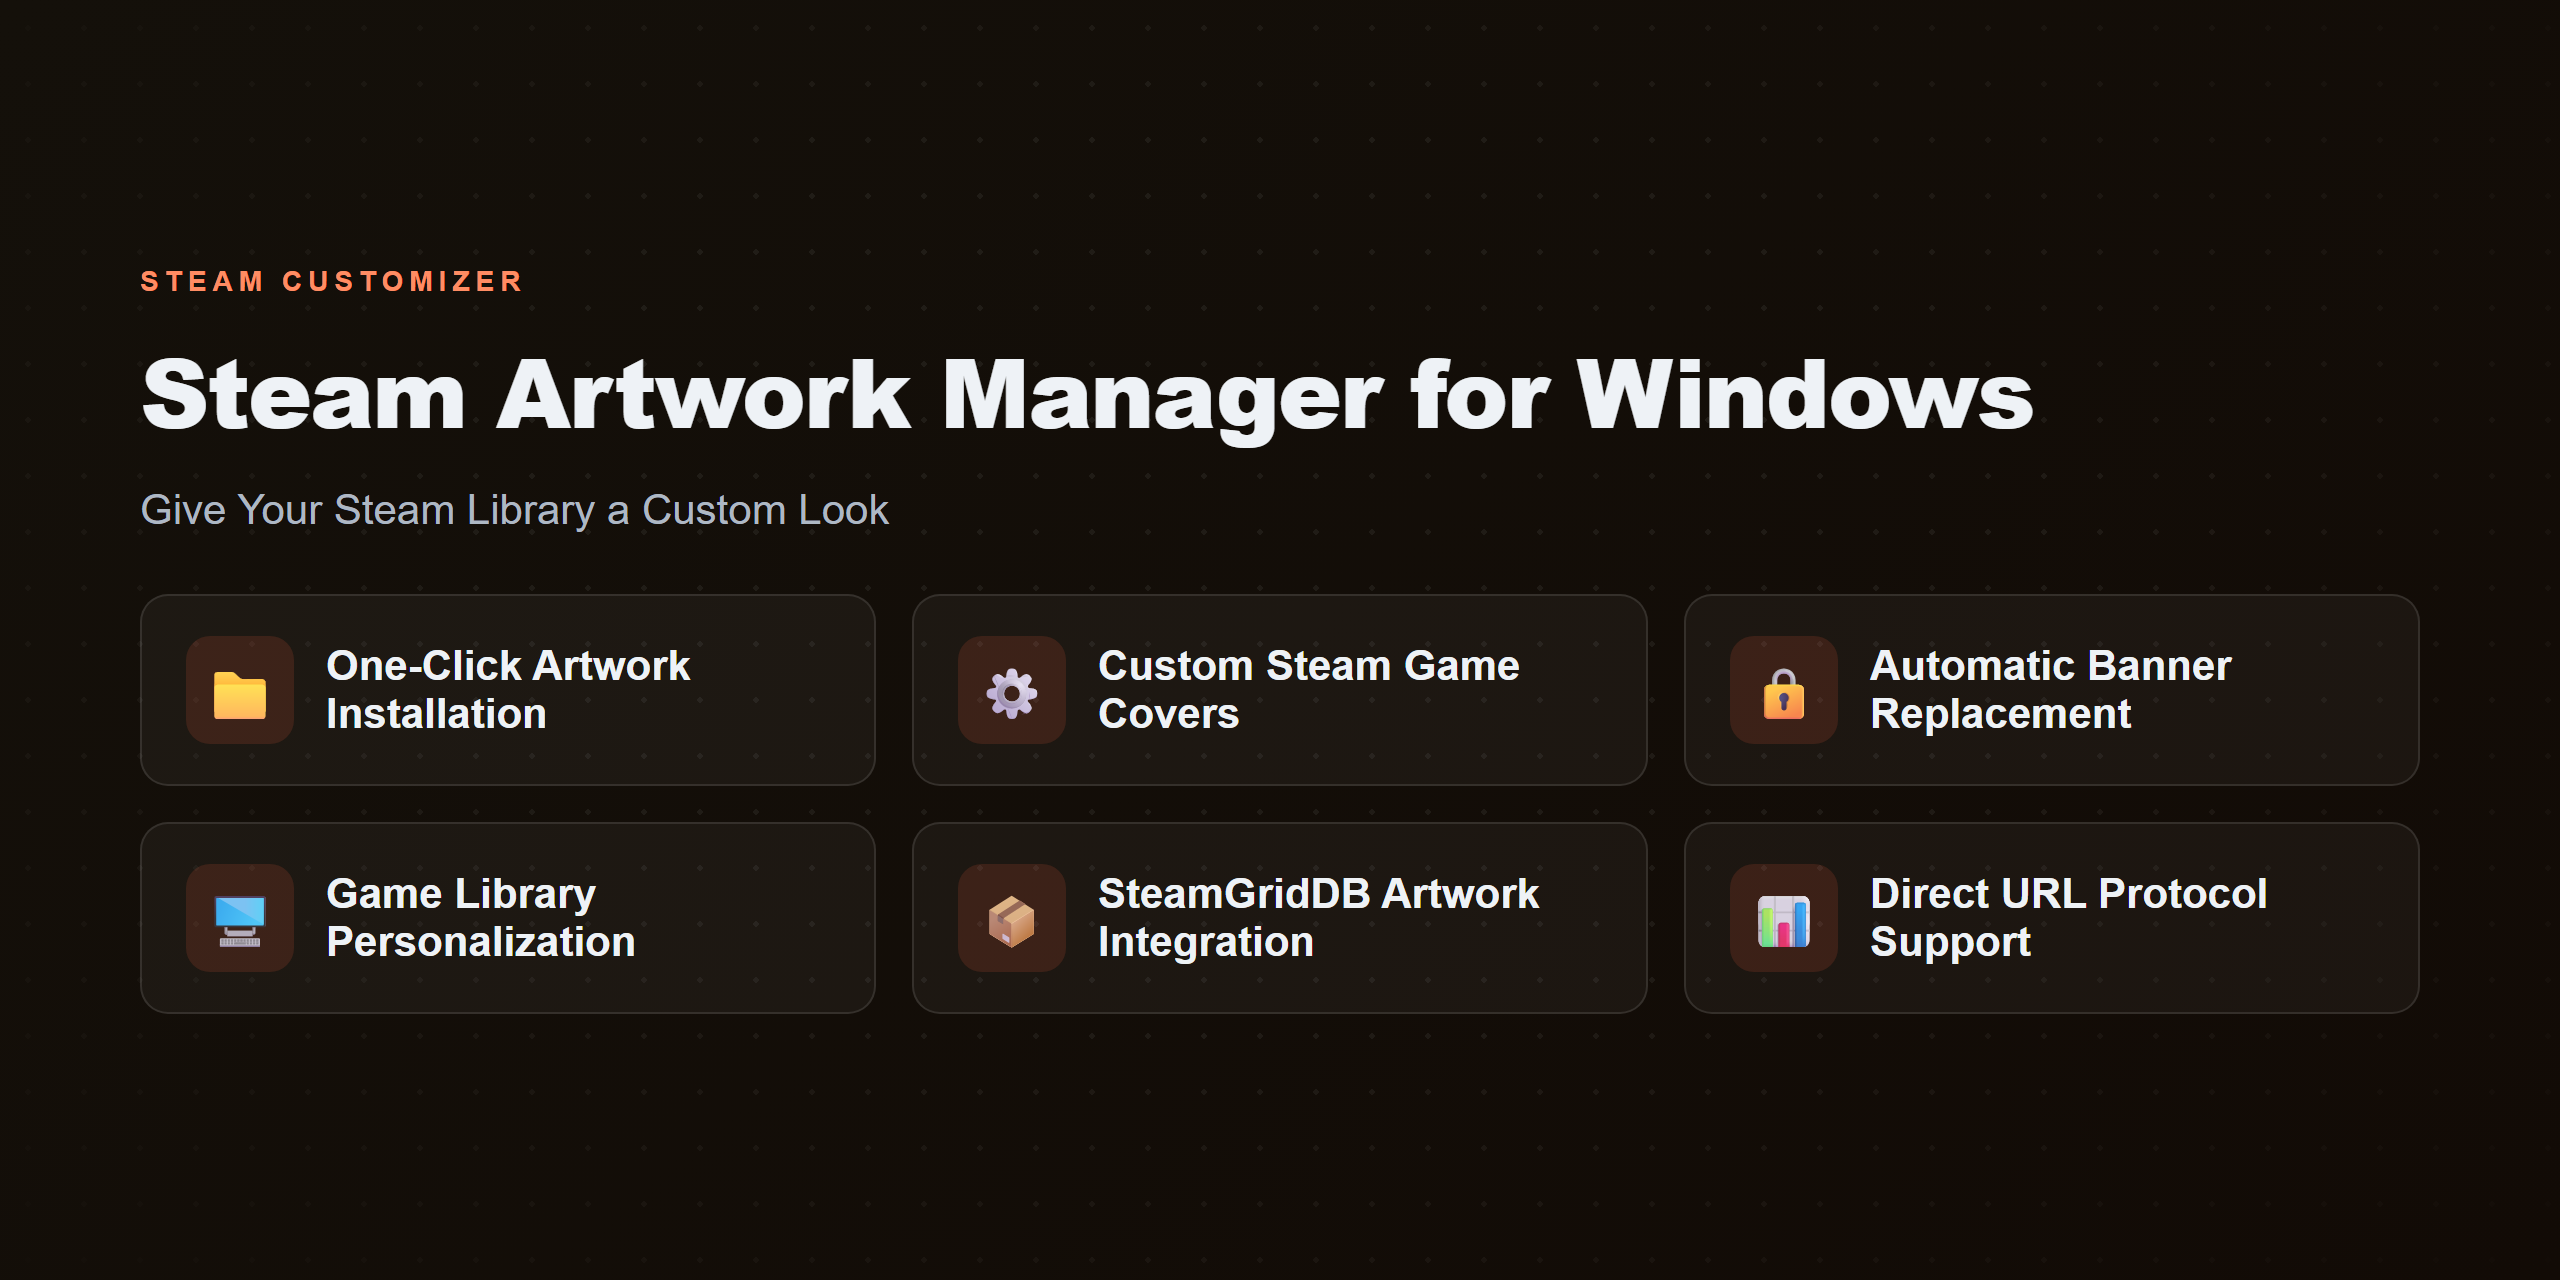 STEAM CUSTOMIZER
Steam Artwork Manager for Windows
Give Your Steam Library a Custom Look
One-Click Artwork
Installation
Custom Steam Game
Covers
Automatic Banner
Replacement
Game Library
Personalization
SteamGridDB Artwork
Integration
Direct URL Protocol
Support